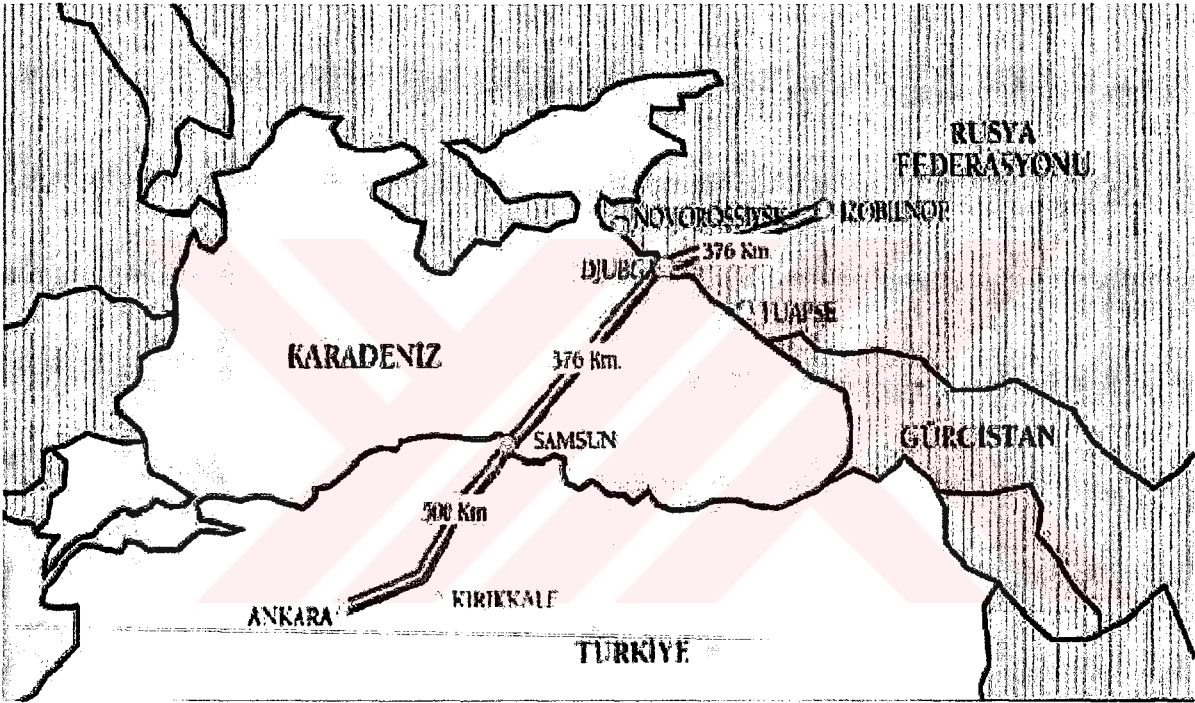 RUSYA
FEDERASYONU
NOVOROSSIYSK
IZOBILNOP
376 Km
DJUBGA
TUAPSE
KARADENİZ
376 Km.
SAMSUN
GÜRCİSTAN
500 Km
KIRIKKALE
ANKARA
TÜRKİYE